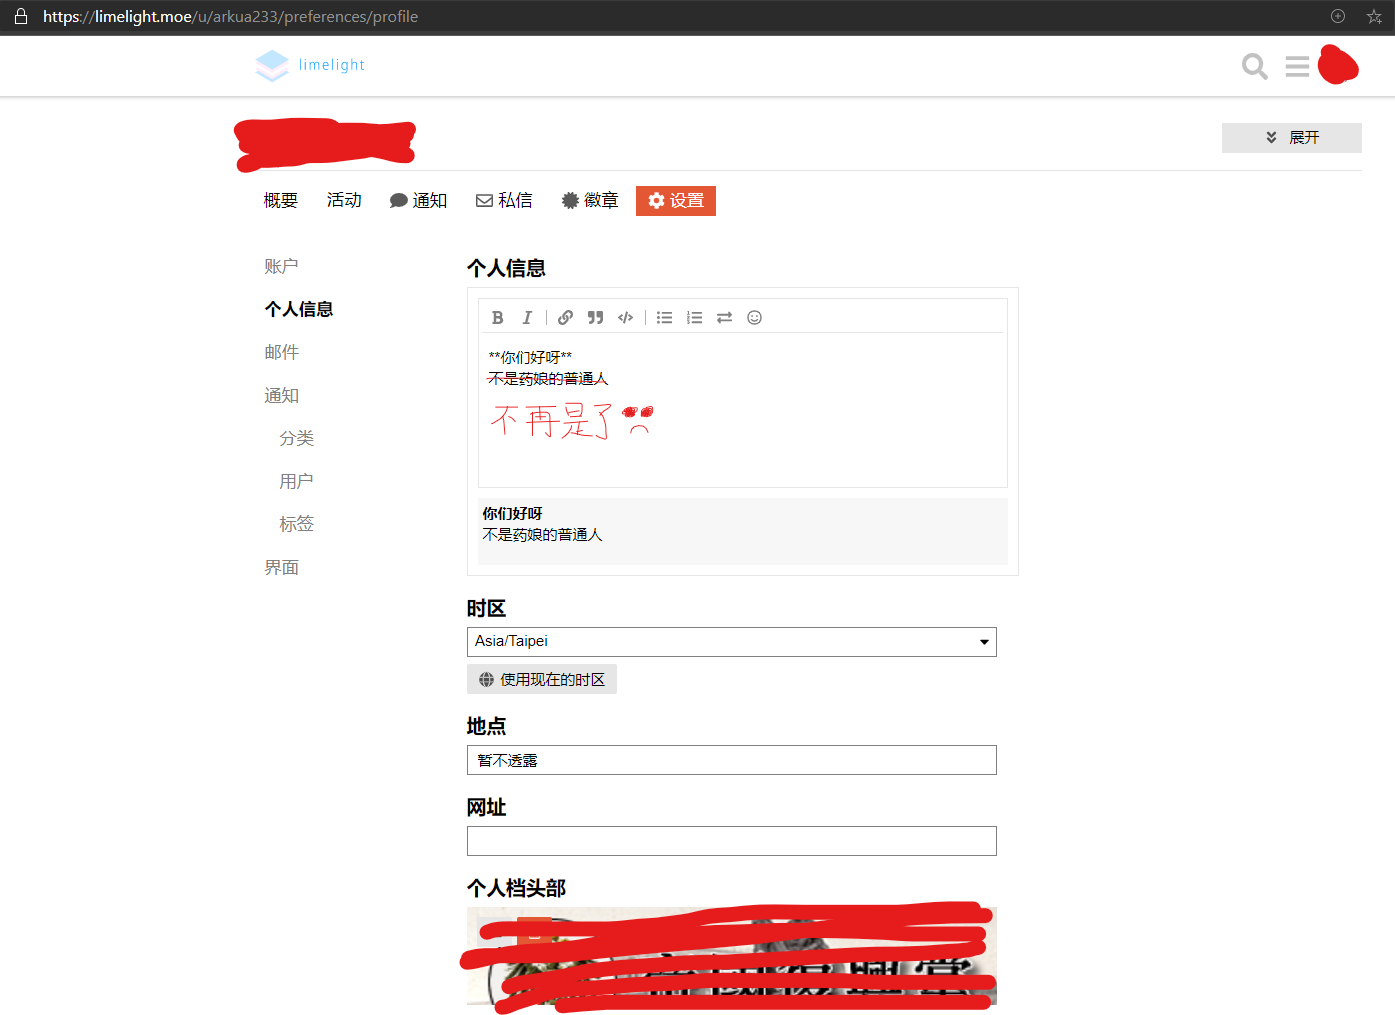 https://limelight.moe/u/arkua233/preferences/profile
limelight
展开
概要 活动 通知 私信 徽章 设置
账户
个人信息
邮件
通知
分类
用户
标签
界面
个人信息
**你们好呀**
不是药娘的普通人
不再是了
你们好呀
不是药娘的普通人
时区
Asia/Taipei
使用现在的时区
地点
暂不透露
网址
个人档头部